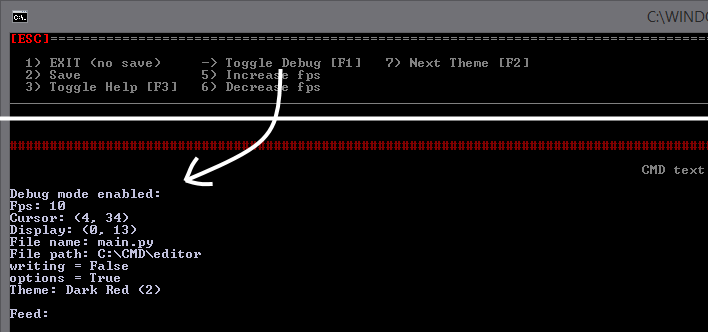 C:\.
C:\WINDO
[ESC]==============================================================================
1) EXIT (no save) -> Toggle Debug [F1] 7) Next Theme [F2]
2) Save 5) Increase fps
3) Toggle Help [F3] 6) Decrease fps
#######################################################################################
CMD text
Debug mode enabled:
Fps: 10
Cursor: (4, 34)
Display: (0, 13)
File name: main.py
File path: C:\CMD\editor
writing = False
options = True
Theme: Dark Red (2)
Feed: